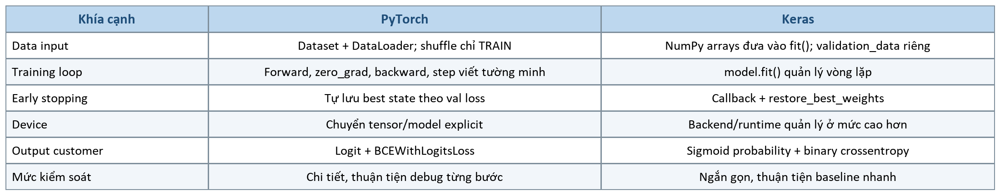 Khía cạnh PyTorch Keras
Data input Dataset + DataLoader; shuffle chỉ TRAIN NumPy arrays đưa vào fit(); validation_data riêng
Training loop Forward, zero_grad, backward, step viết tường minh model.fit() quản lý vòng lặp
Early stopping Tự lưu best state theo val loss Callback + restore_best_weights
Device Chuyển tensor/model explicit Backend/runtime quản lý ở mức cao hơn
Output customer Logit + BCEWithLogitsLoss Sigmoid probability + binary crossentropy
Mức kiểm soát Chi tiết, thuận tiện debug từng bước Ngắn gọn, thuận tiện baseline nhanh